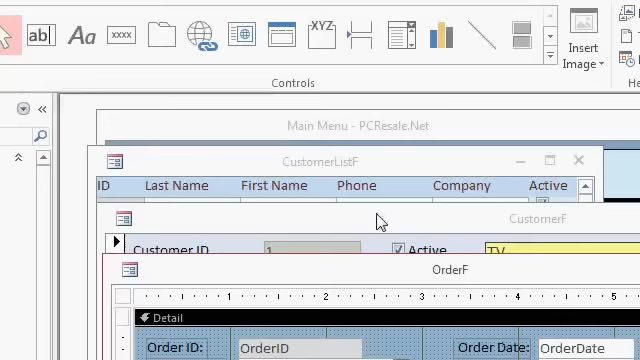 ab
Aa
xxxx
XYZ
Insert
Image
Controls
Main Menu - PCResale.Net
CustomerListF
ID Last Name First Name Phone Company Active
CustomerF
Customer ID 1 Active TV
OrderF
1 2 3 4 5
Detail
Order ID: OrderID Order Date: OrderDate